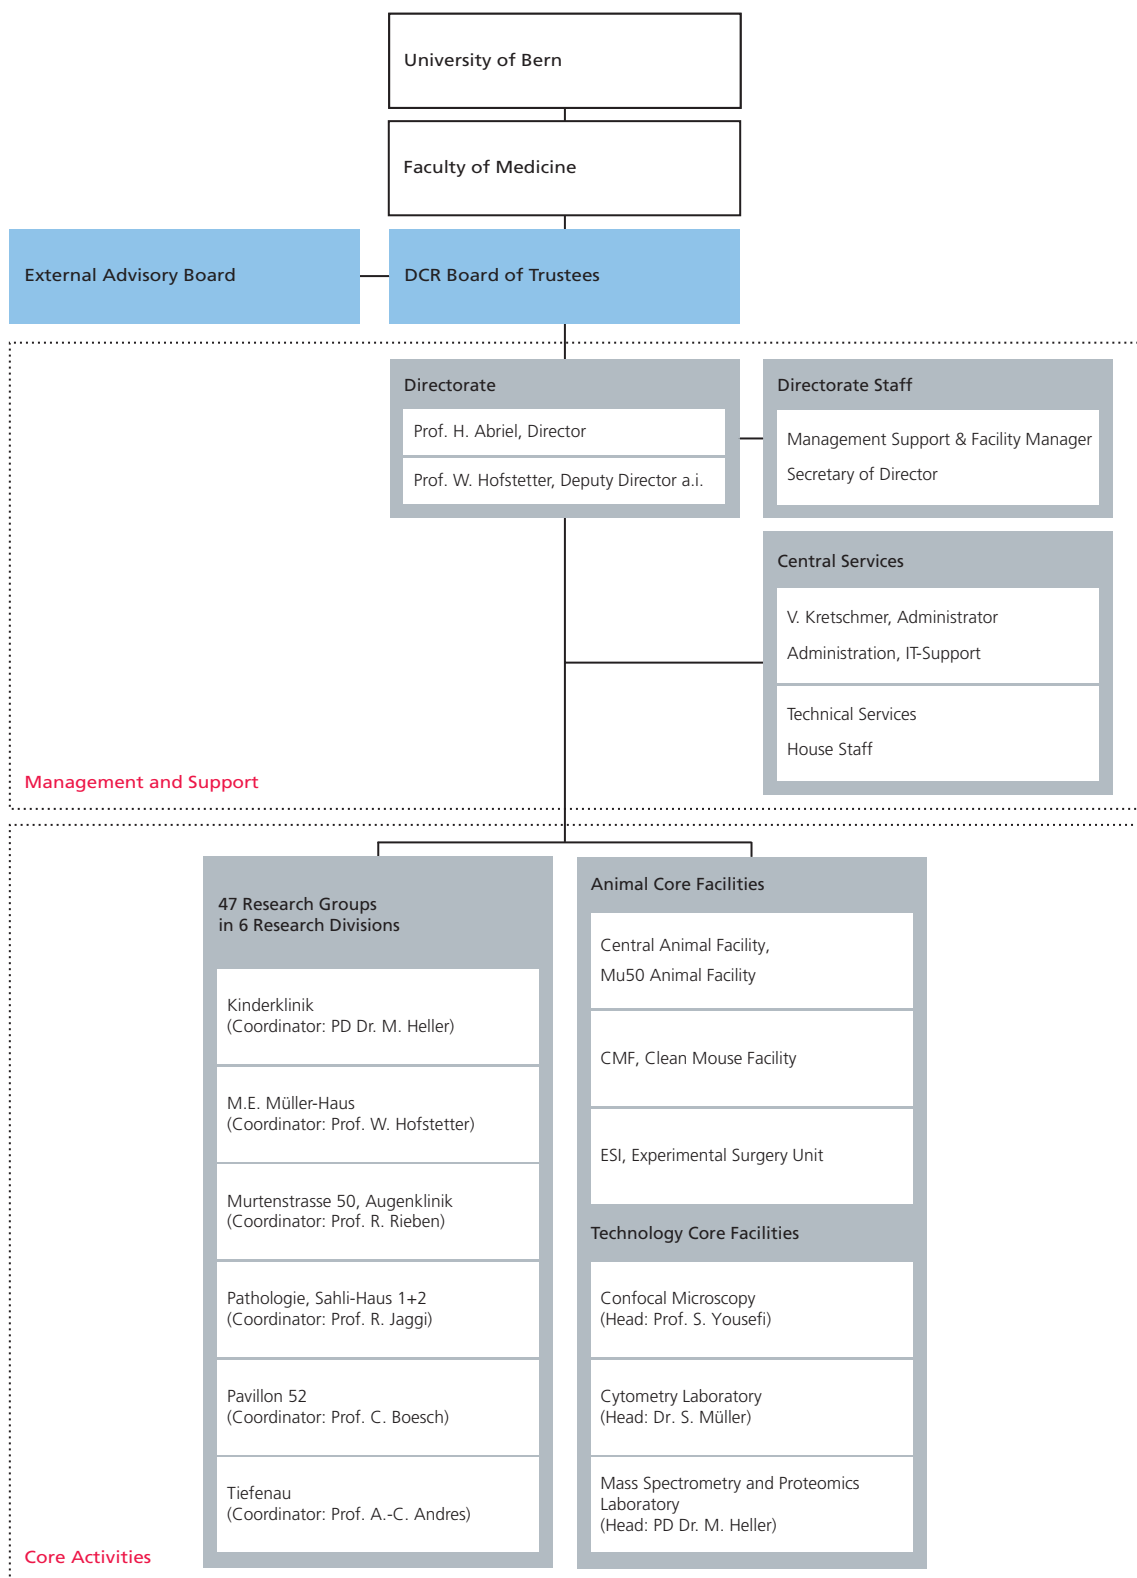 University of Bern
Faculty of Medicine
External Advisory Board
DCR Board of Trustees
Directorate
Prof. H. Abriel, Director
Prof. W. Hofstetter, Deputy Director a.i.
Directorate Staff
Management Support & Facility Manager
Secretary of Director
Central Services
V. Kretschmer, Administrator
Administration, IT-Support
Technical Services
House Staff
Management and Support
47 Research Groups
in 6 Research Divisions
Kinderklinik
(Coordinator: PD Dr. M. Heller)
M.E. Müller-Haus
(Coordinator: Prof. W. Hofstetter)
Murtenstrasse 50, Augenklinik
(Coordinator: Prof. R. Rieben)
Pathologie, Sahli-Haus 1+2
(Coordinator: Prof. R. Jaggi)
Pavillon 52
(Coordinator: Prof. C. Boesch)
Tiefenau
(Coordinator: Prof. A.-C. Andres)
Animal Core Facilities
Central Animal Facility,
Mu50 Animal Facility
CMF, Clean Mouse Facility
ESI, Experimental Surgery Unit
Technology Core Facilities
Confocal Microscopy
(Head: Prof. S. Yousefi)
Cytometry Laboratory
(Head: Dr. S. Müller)
Mass Spectrometry and Proteomics
Laboratory
(Head: PD Dr. M. Heller)
Core Activities